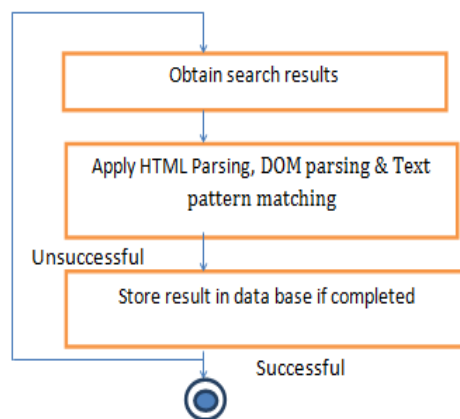 Obtain search results
Apply HTML Parsing, DOM parsing & Text
pattern matching
Unsuccessful
Store result in data base if completed
Successful